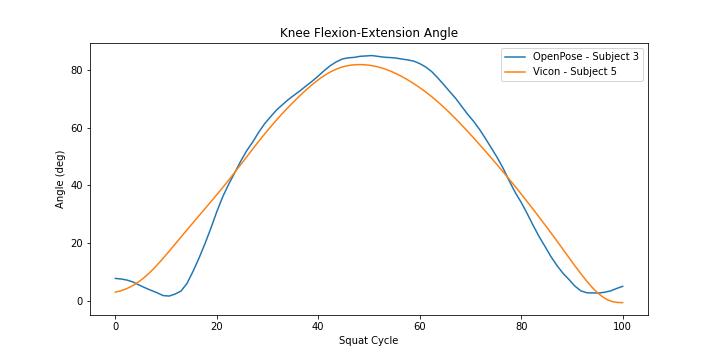 Knee Flexion-Extension Angle
OpenPose - Subject 3
Vicon - Subject 5
Angle (deg)
80
60
40
20
0
0 20 40 60 80 100
Squat Cycle